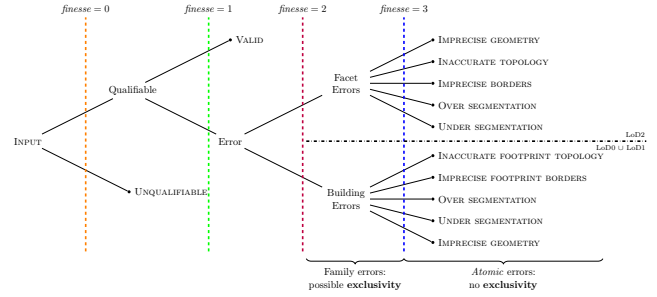 finesse = 0
finesse = 1
finesse = 2
finesse = 3
VALID
IMPRECISE GEOMETRY
INACCURATE TOPOLOGY
Qualifiable
Facet
Errors
IMPRECISE BORDERS
OVER SEGMENTATION
UNDER SEGMENTATION
LoD2
INPUT
Error
LoD0 ∪ LoD1
INACCURATE FOOTPRINT TOPOLOGY
IMPRECISE FOOTPRINT BORDERS
UNQUALIFIABLE
Building
Errors
OVER SEGMENTATION
UNDER SEGMENTATION
IMPRECISE GEOMETRY
Family errors:
possible exclusivity
Atomic errors:
no exclusivity